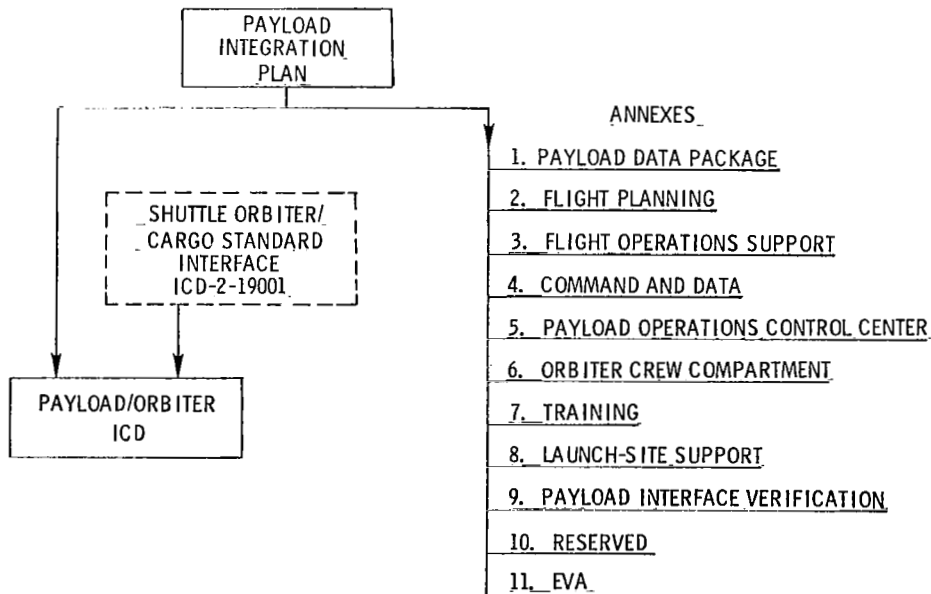 PAYLOAD
INTEGRATION
PLAN
ANNEXES
1. PAYLOAD DATA PACKAGE
2. FLIGHT PLANNING
3. FLIGHT OPERATIONS SUPPORT
4. COMMAND AND DATA
5. PAYLOAD OPERATIONS CONTROL CENTER
6. ORBITER CREW COMPARTMENT
7. TRAINING
8. LAUNCH-SITE SUPPORT
9. PAYLOAD INTERFACE VERIFICATION
10. RESERVED
11. EVA
SHUTTLE ORBITER/
CARGO STANDARD
INTERFACE
ICD-2-19001
PAYLOAD/ORBITER
ICD